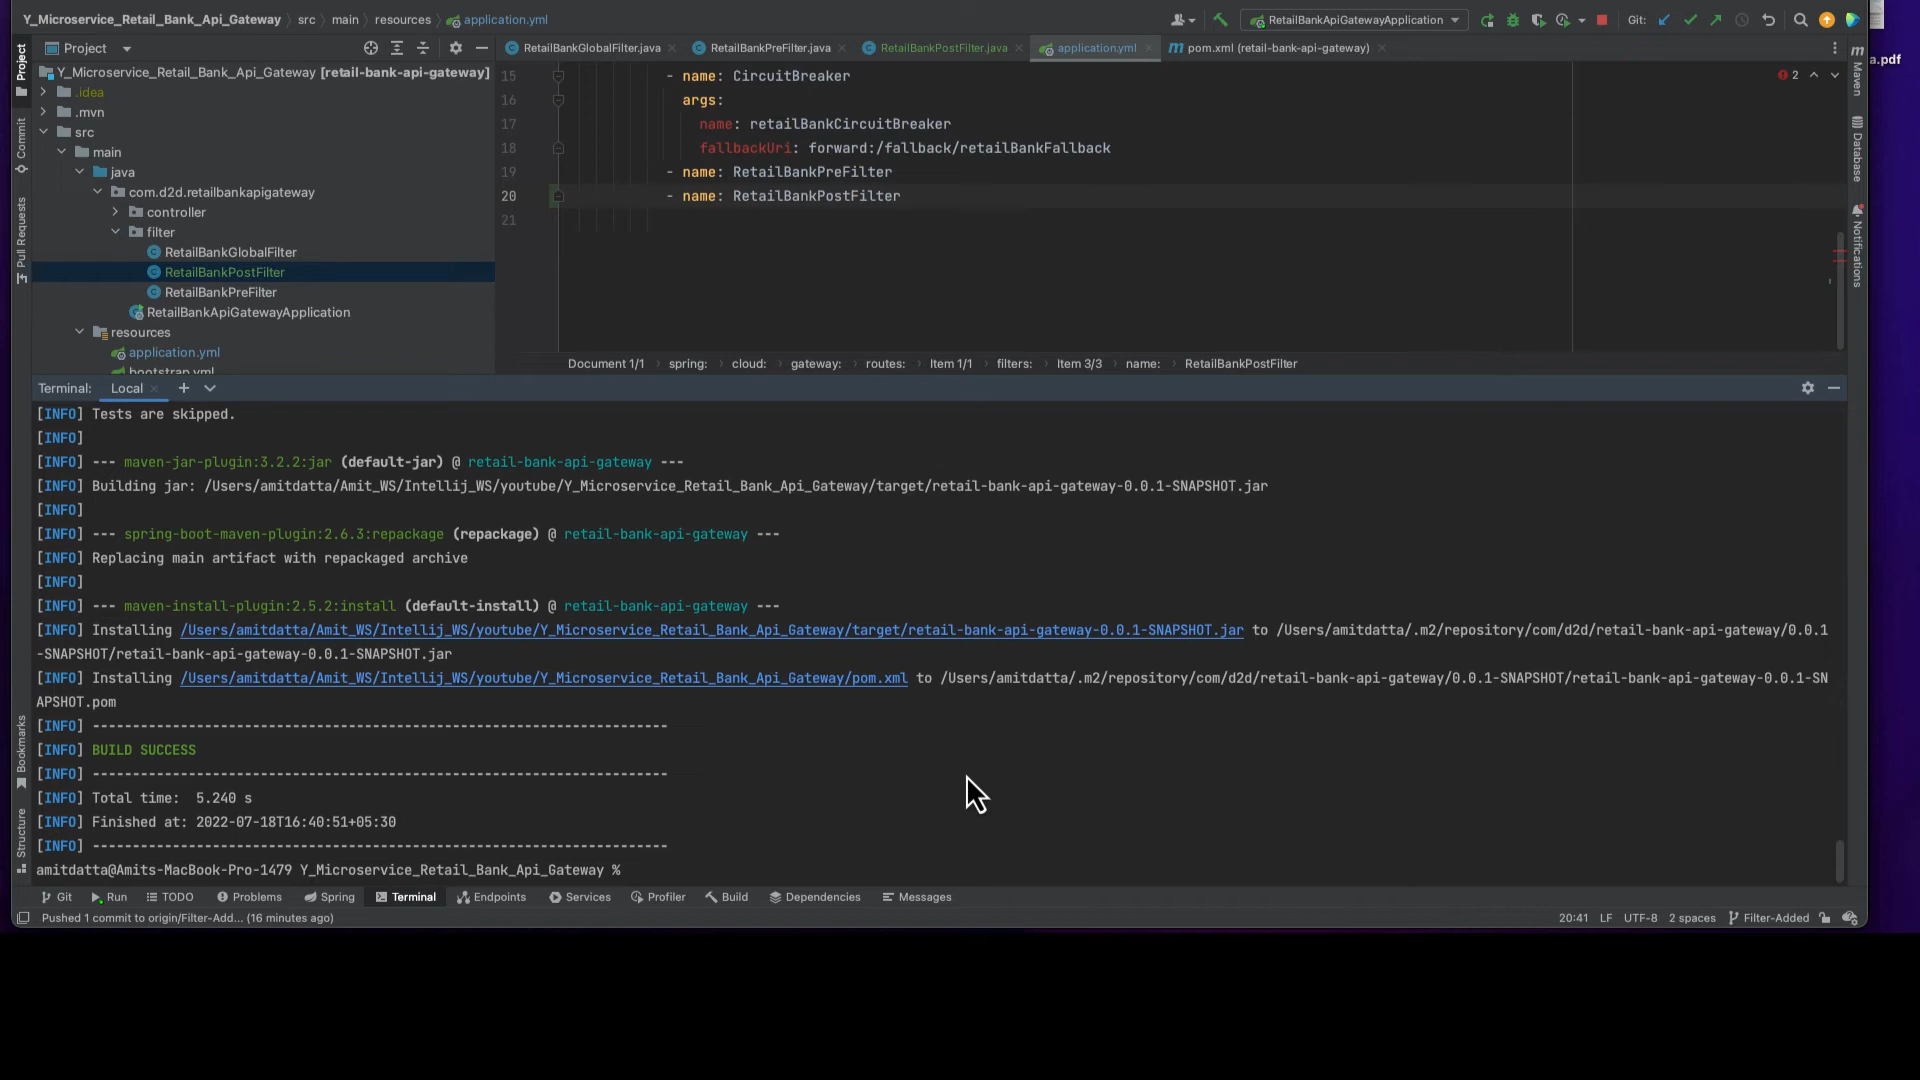 Y_Microservice_Retail_Bank_Api_Gateway src main resources application.yml
RetailBankApiGatewayApplication Git:
a.pdf
Project
RetailBankGlobalFilter.java RetailBankPreFilter.java RetailBankPostFilter.java application.yml pom.xml (retail-bank-api-gateway)
Y_Microservice_Retail_Bank_Api_Gateway [retail-bank-api-gateway]
.idea
.mvn
src
main
java
com.d2d.retailbankapigateway
controller
filter
RetailBankGlobalFilter
RetailBankPostFilter
RetailBankPreFilter
RetailBankApiGatewayApplication
resources
application.yml
bootstrap.yml
15 - name: CircuitBreaker
16 args:
17 name: retailBankCircuitBreaker
18 fallbackUri: forward:/fallback/retailBankFallback
19 - name: RetailBankPreFilter
20 - name: RetailBankPostFilter
21
2
Document 1/1 spring: cloud: gateway: routes: Item 1/1 filters: Item 3/3 name: RetailBankPostFilter
Project
Commit
Pull Requests
Bookmarks
Structure
Maven
Database
Notifications
Terminal: Local
[INFO] Tests are skipped.
[INFO]
[INFO] --- maven-jar-plugin:3.2.2:jar (default-jar) @ retail-bank-api-gateway ---
[INFO] Building jar: /Users/amitdatta/Amit_WS/Intellij_WS/youtube/Y_Microservice_Retail_Bank_Api_Gateway/target/retail-bank-api-gateway-0.0.1-SNAPSHOT.jar
[INFO]
[INFO] --- spring-boot-maven-plugin:2.6.3:repackage (repackage) @ retail-bank-api-gateway ---
[INFO] Replacing main artifact with repackaged archive
[INFO]
[INFO] --- maven-install-plugin:2.5.2:install (default-install) @ retail-bank-api-gateway ---
[INFO] Installing /Users/amitdatta/Amit_WS/Intellij_WS/youtube/Y_Microservice_Retail_Bank_Api_Gateway/target/retail-bank-api-gateway-0.0.1-SNAPSHOT.jar to /Users/amitdatta/.m2/repository/com/d2d/retail-bank-api-gateway/0.0.1
-SNAPSHOT/retail-bank-api-gateway-0.0.1-SNAPSHOT.jar
[INFO] Installing /Users/amitdatta/Amit_WS/Intellij_WS/youtube/Y_Microservice_Retail_Bank_Api_Gateway/pom.xml to /Users/amitdatta/.m2/repository/com/d2d/retail-bank-api-gateway/0.0.1-SNAPSHOT/retail-bank-api-gateway-0.0.1-SN
APSHOT.pom
[INFO] ------------------------------------------------------------------------
[INFO] BUILD SUCCESS
[INFO] ------------------------------------------------------------------------
[INFO] Total time:  5.240 s
[INFO] Finished at: 2022-07-18T16:40:51+05:30
[INFO] ------------------------------------------------------------------------
amitdatta@Amits-MacBook-Pro-1479 Y_Microservice_Retail_Bank_Api_Gateway %
Git Run TODO Problems Spring Terminal Endpoints Services Profiler Build Dependencies Messages
Pushed 1 commit to origin/Filter-Add... (16 minutes ago) 20:41 LF UTF-8 2 spaces Filter-Added